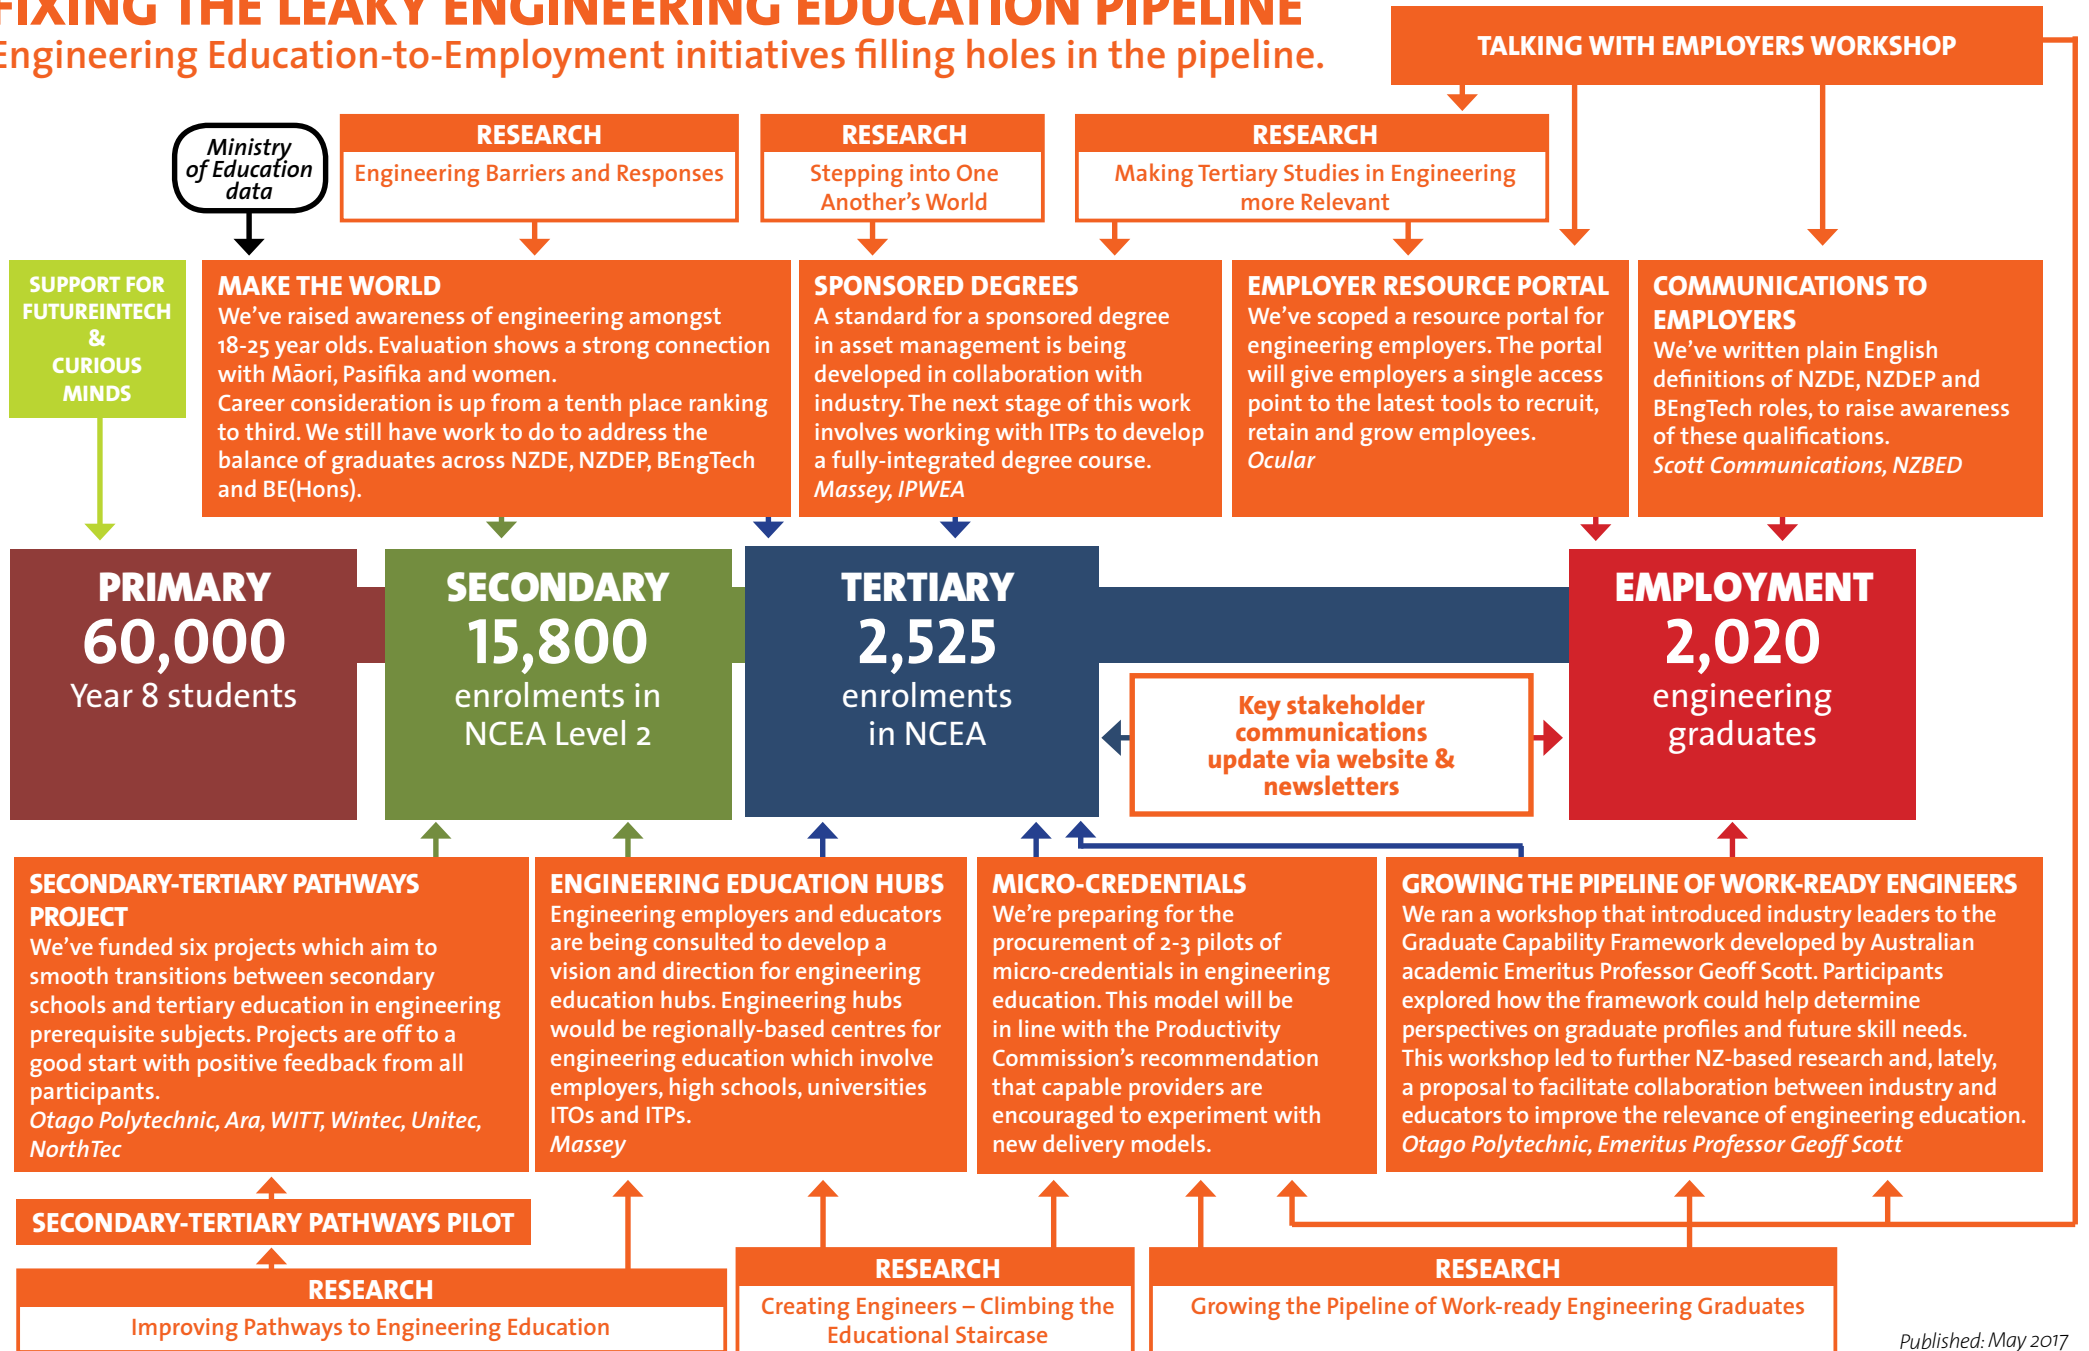 FIXING THE LEAKY ENGINEERING EDUCATION PIPELINE
Engineering Education-to-Employment initiatives filling holes in the pipeline.
TALKING WITH EMPLOYERS WORKSHOP
Ministry
of Education
data
RESEARCH
Engineering Barriers and Responses
RESEARCH
Stepping into One
Another's World
RESEARCH
Making Tertiary Studies in Engineering
more Relevant
SUPPORT FOR
FUTUREINTECH
&
CURIOUS
MINDS
MAKE THE WORLD
We've raised awareness of engineering amongst
18-25 year olds. Evaluation shows a strong connection
with Māori, Pasifika and women.
Career consideration is up from a tenth place ranking
to third. We still have work to do to address the
balance of graduates across NZDE, NZDEP, BEngTech
and BE(Hons).
SPONSORED DEGREES
A standard for a sponsored degree
in asset management is being
developed in collaboration with
industry. The next stage of this work
involves working with ITPs to develop
a fully-integrated degree course.
Massey, IPWEA
EMPLOYER RESOURCE PORTAL
We've scoped a resource portal for
engineering employers. The portal
will give employers a single access
point to the latest tools to recruit,
retain and grow employees.
Ocular
COMMUNICATIONS TO
EMPLOYERS
We've written plain English
definitions of NZDE, NZDEP and
BEngTech roles, to raise awareness
of these qualifications.
Scott Communications, NZBED
PRIMARY
60,000
Year 8 students
SECONDARY
15,800
enrolments in
NCEA Level 2
TERTIARY
2,525
enrolments
in NCEA
Key stakeholder
communications
update via website &
newsletters
EMPLOYMENT
2,020
engineering
graduates
SECONDARY-TERTIARY PATHWAYS
PROJECT
We've funded six projects which aim to
smooth transitions between secondary
schools and tertiary education in engineering
prerequisite subjects. Projects are off to a
good start with positive feedback from all
participants.
Otago Polytechnic, Ara, WITT, Wintec, Unitec,
NorthTec
ENGINEERING EDUCATION HUBS
Engineering employers and educators
are being consulted to develop a
vision and direction for engineering
education hubs. Engineering hubs
would be regionally-based centres for
engineering education which involve
employers, high schools, universities
ITOs and ITPs.
Massey
MICRO-CREDENTIALS
We're preparing for the
procurement of 2-3 pilots of
micro-credentials in engineering
education. This model will be
in line with the Productivity
Commission's recommendation
that capable providers are
encouraged to experiment with
new delivery models.
GROWING THE PIPELINE OF WORK-READY ENGINEERS
We ran a workshop that introduced industry leaders to the
Graduate Capability Framework developed by Australian
academic Emeritus Professor Geoff Scott. Participants
explored how the framework could help determine
perspectives on graduate profiles and future skill needs.
This workshop led to further NZ-based research and, lately,
a proposal to facilitate collaboration between industry and
educators to improve the relevance of engineering education.
Otago Polytechnic, Emeritus Professor Geoff Scott
SECONDARY-TERTIARY PATHWAYS PILOT
RESEARCH
Improving Pathways to Engineering Education
RESEARCH
Creating Engineers – Climbing the
Educational Staircase
RESEARCH
Growing the Pipeline of Work-ready Engineering Graduates
Published: May 2017